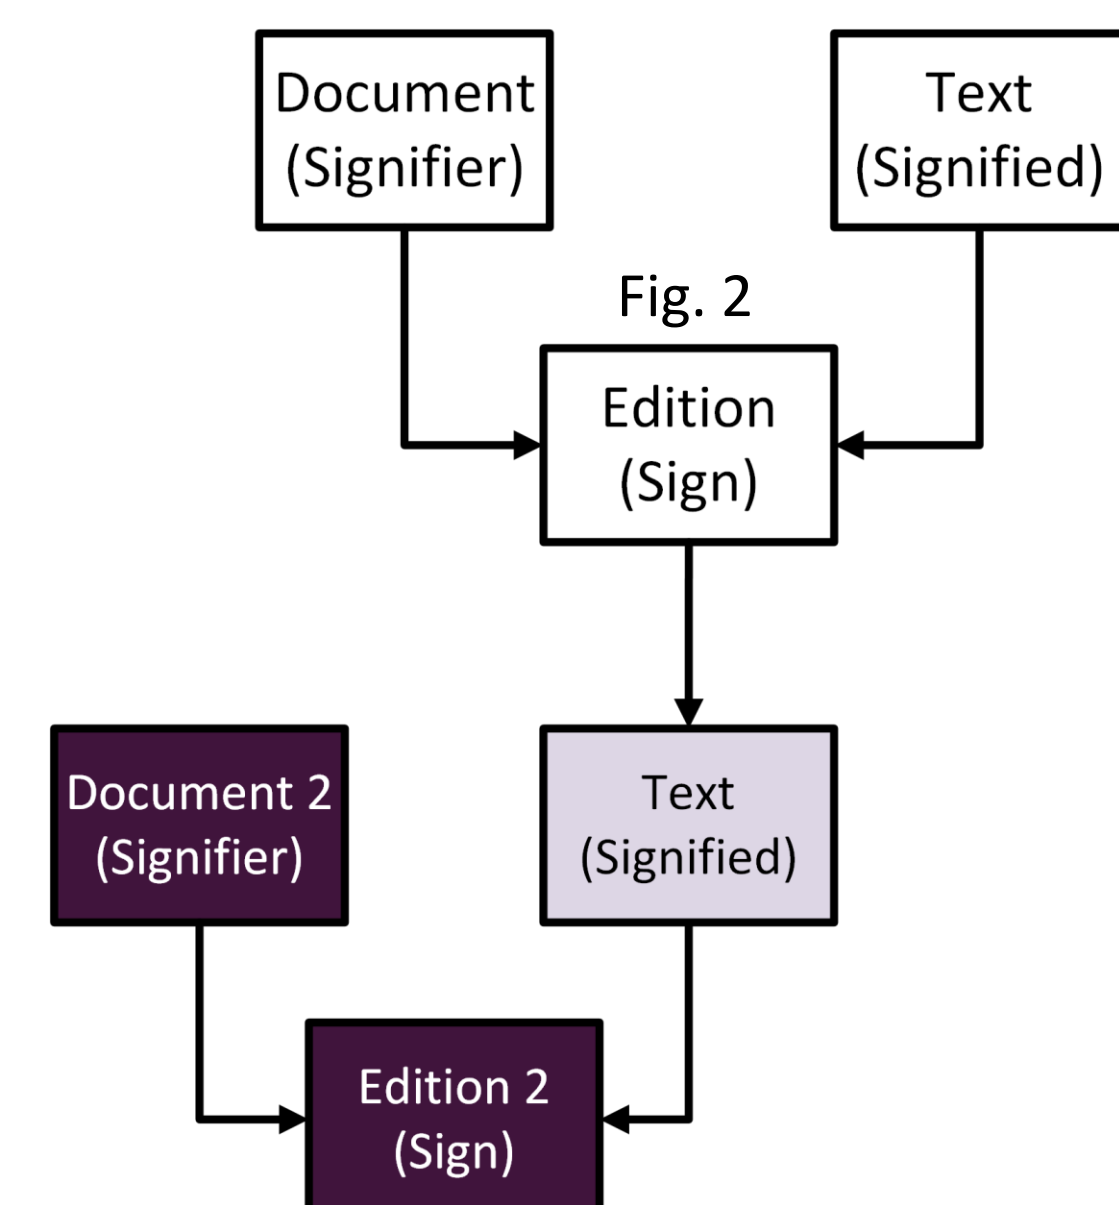 Document
(Signifier)
Text
(Signified)
Fig. 2
Edition
(Sign)
Document 2
(Signifier)
Text
(Signified)
Edition 2
(Sign)